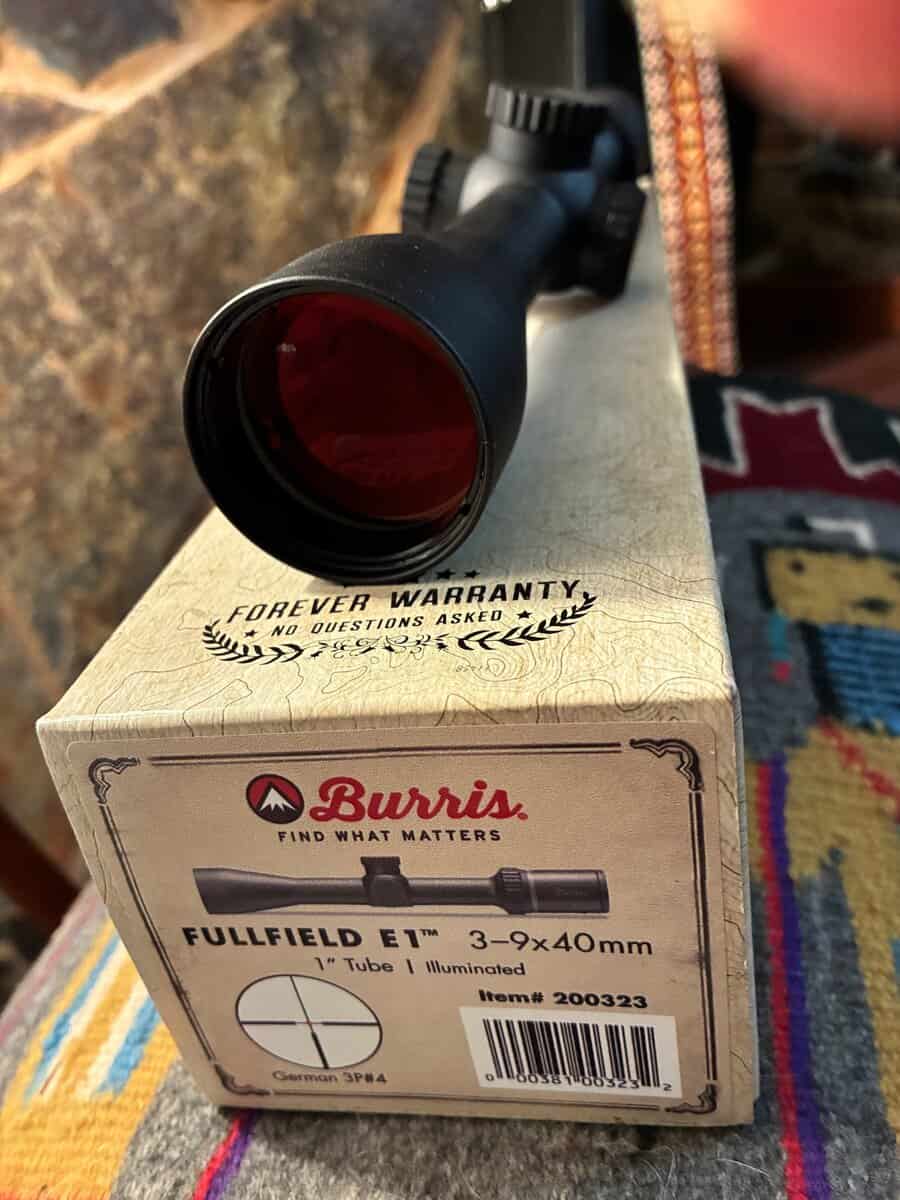 FOREVER WARRANTY
NO QUESTIONS ASKED
Burris
FIND WHAT MATTERS
FULLFIELD E1™ 3–9x40mm
1" Tube | Illuminated
Item# 200323
German 3P#4
0 00381 00323 2